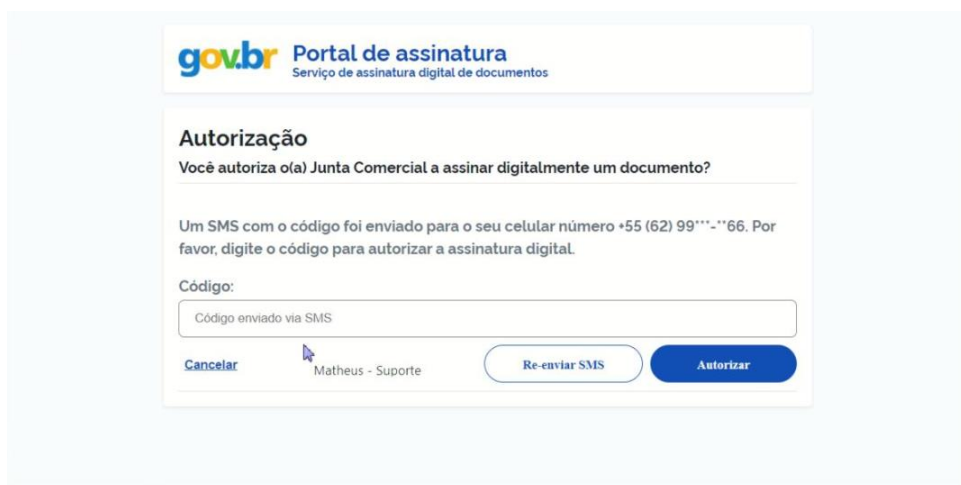 gov.br Portal de assinatura
Serviço de assinatura digital de documentos
Autorização
Você autoriza o(a) Junta Comercial a assinar digitalmente um documento?
Um SMS com o código foi enviado para o seu celular número +55 (62) 99***-**66. Por
favor, digite o código para autorizar a assinatura digital.
Código:
Código enviado via SMS
Cancelar
Matheus - Suporte
Re-enviar SMS
Autorizar